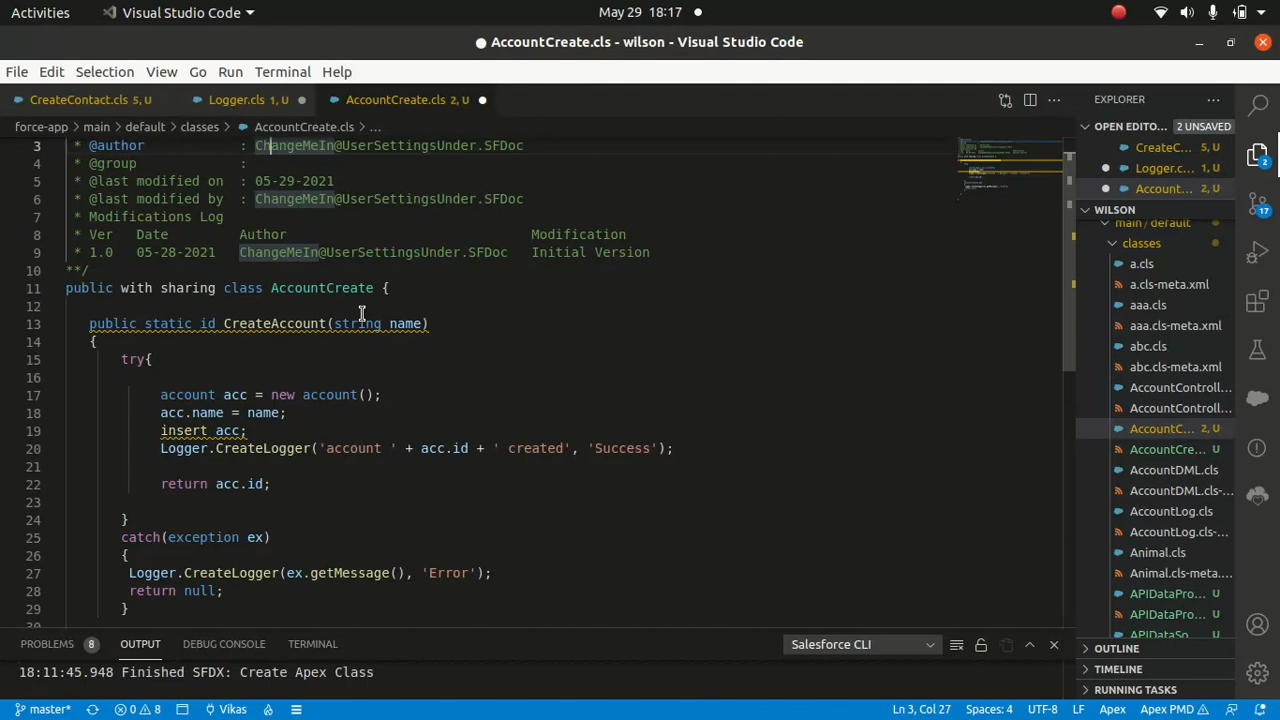 Activities
Visual Studio Code
May 29 18:17
AccountCreate.cls - wilson - Visual Studio Code
File Edit Selection View Go Run Terminal Help
CreateContact.cls 5, U
Logger.cls 1, U
AccountCreate.cls 2, U
force-app > main > default > classes > AccountCreate.cls > ...
3 * @author : ChangeMeIn@UserSettingsUnder.SFDoc
4 * @group :
5 * @last modified on : 05-29-2021
6 * @last modified by : ChangeMeIn@UserSettingsUnder.SFDoc
7 * Modifications Log
8 * Ver Date Author Modification
9 * 1.0 05-28-2021 ChangeMeIn@UserSettingsUnder.SFDoc Initial Version
10 **/
11 public with sharing class AccountCreate {
12
13 public static id CreateAccount(string name)
14 {
15 try{
16
17 account acc = new account();
18 acc.name = name;
19 insert acc;
20 Logger.CreateLogger('account ' + acc.id + ' created', 'Success');
21
22 return acc.id;
23
24 }
25 catch(exception ex)
26 {
27 Logger.CreateLogger(ex.getMessage(), 'Error');
28 return null;
29 }
EXPLORER
OPEN EDITO... 2 UNSAVED
CreateC...
Logger.c...
Account...
WILSON
main / default
classes
a.cls
a.cls-meta.xml
aaa.cls
aaa.cls-meta.xml
abc.cls
abc.cls-meta.xml
AccountControll...
AccountControll...
AccountC... 2, U
AccountCre... U
AccountDML.cls
AccountDML.cls-...
AccountLog.cls
AccountLog.cls-...
Animal.cls
Animal.cls-meta...
APIDataPro... U
APIDataPro... U
APIDataSo... U
OUTLINE
TIMELINE
RUNNING TASKS
2
17
PROBLEMS 8 OUTPUT DEBUG CONSOLE TERMINAL
Salesforce CLI
18:11:45.948 Finished SFDX: Create Apex Class
master* 0 8 Vikas
Ln 3, Col 27 Spaces: 4 UTF-8 LF Apex Apex PMD